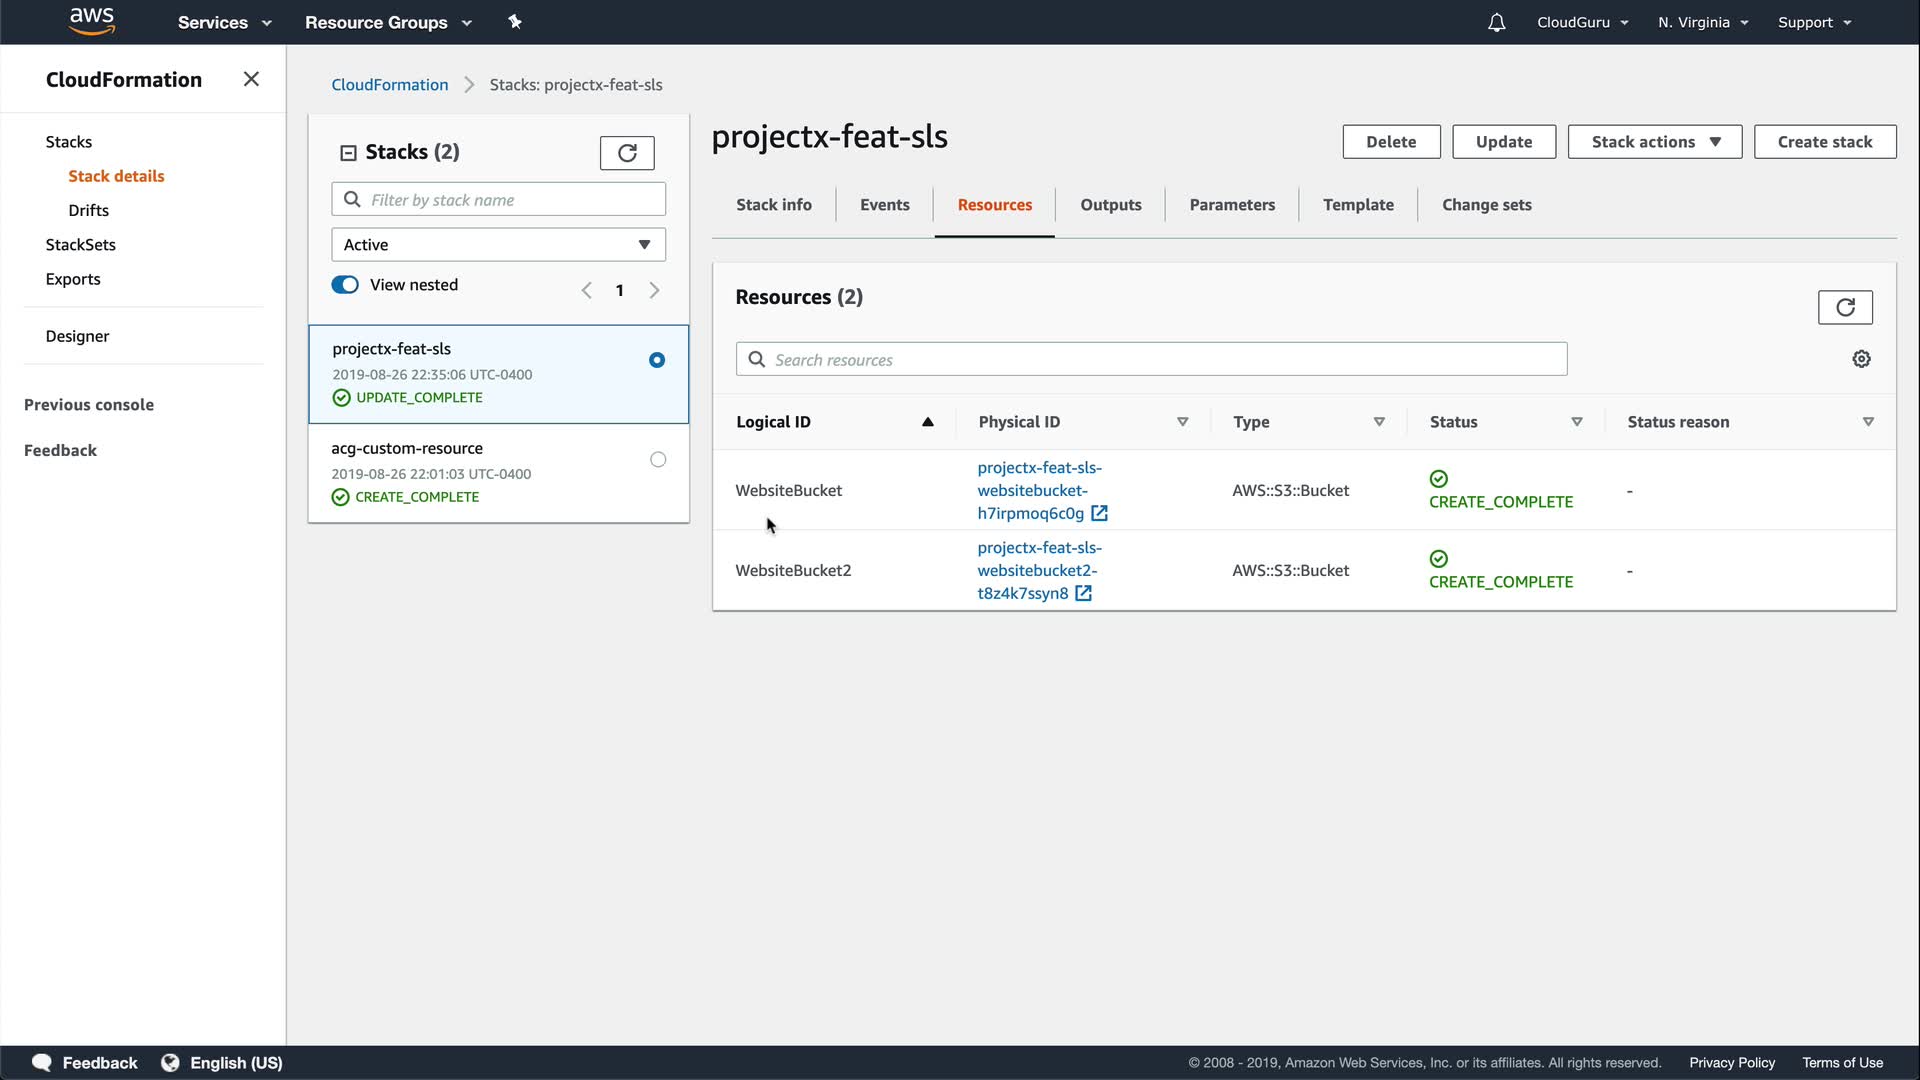 aws
Services
Resource Groups
CloudGuru
N. Virginia
Support
CloudFormation
Stacks
Stack details
Drifts
StackSets
Exports
Designer
Previous console
Feedback
CloudFormation
Stacks: projectx-feat-sls
Stacks (2)
Filter by stack name
Active
View nested
1
projectx-feat-sls
2019-08-26 22:35:06 UTC-0400
UPDATE_COMPLETE
acg-custom-resource
2019-08-26 22:01:03 UTC-0400
CREATE_COMPLETE
projectx-feat-sls
Delete
Update
Stack actions
Create stack
Stack info
Events
Resources
Outputs
Parameters
Template
Change sets
Resources (2)
Search resources
Logical ID
Physical ID
Type
Status
Status reason
WebsiteBucket
projectx-feat-sls-
websitebucket-
h7irpmoq6c0g
AWS::S3::Bucket
CREATE_COMPLETE
-
WebsiteBucket2
projectx-feat-sls-
websitebucket2-
t8z4k7ssyn8
AWS::S3::Bucket
CREATE_COMPLETE
-
Feedback
English (US)
© 2008 - 2019, Amazon Web Services, Inc. or its affiliates. All rights reserved.
Privacy Policy
Terms of Use